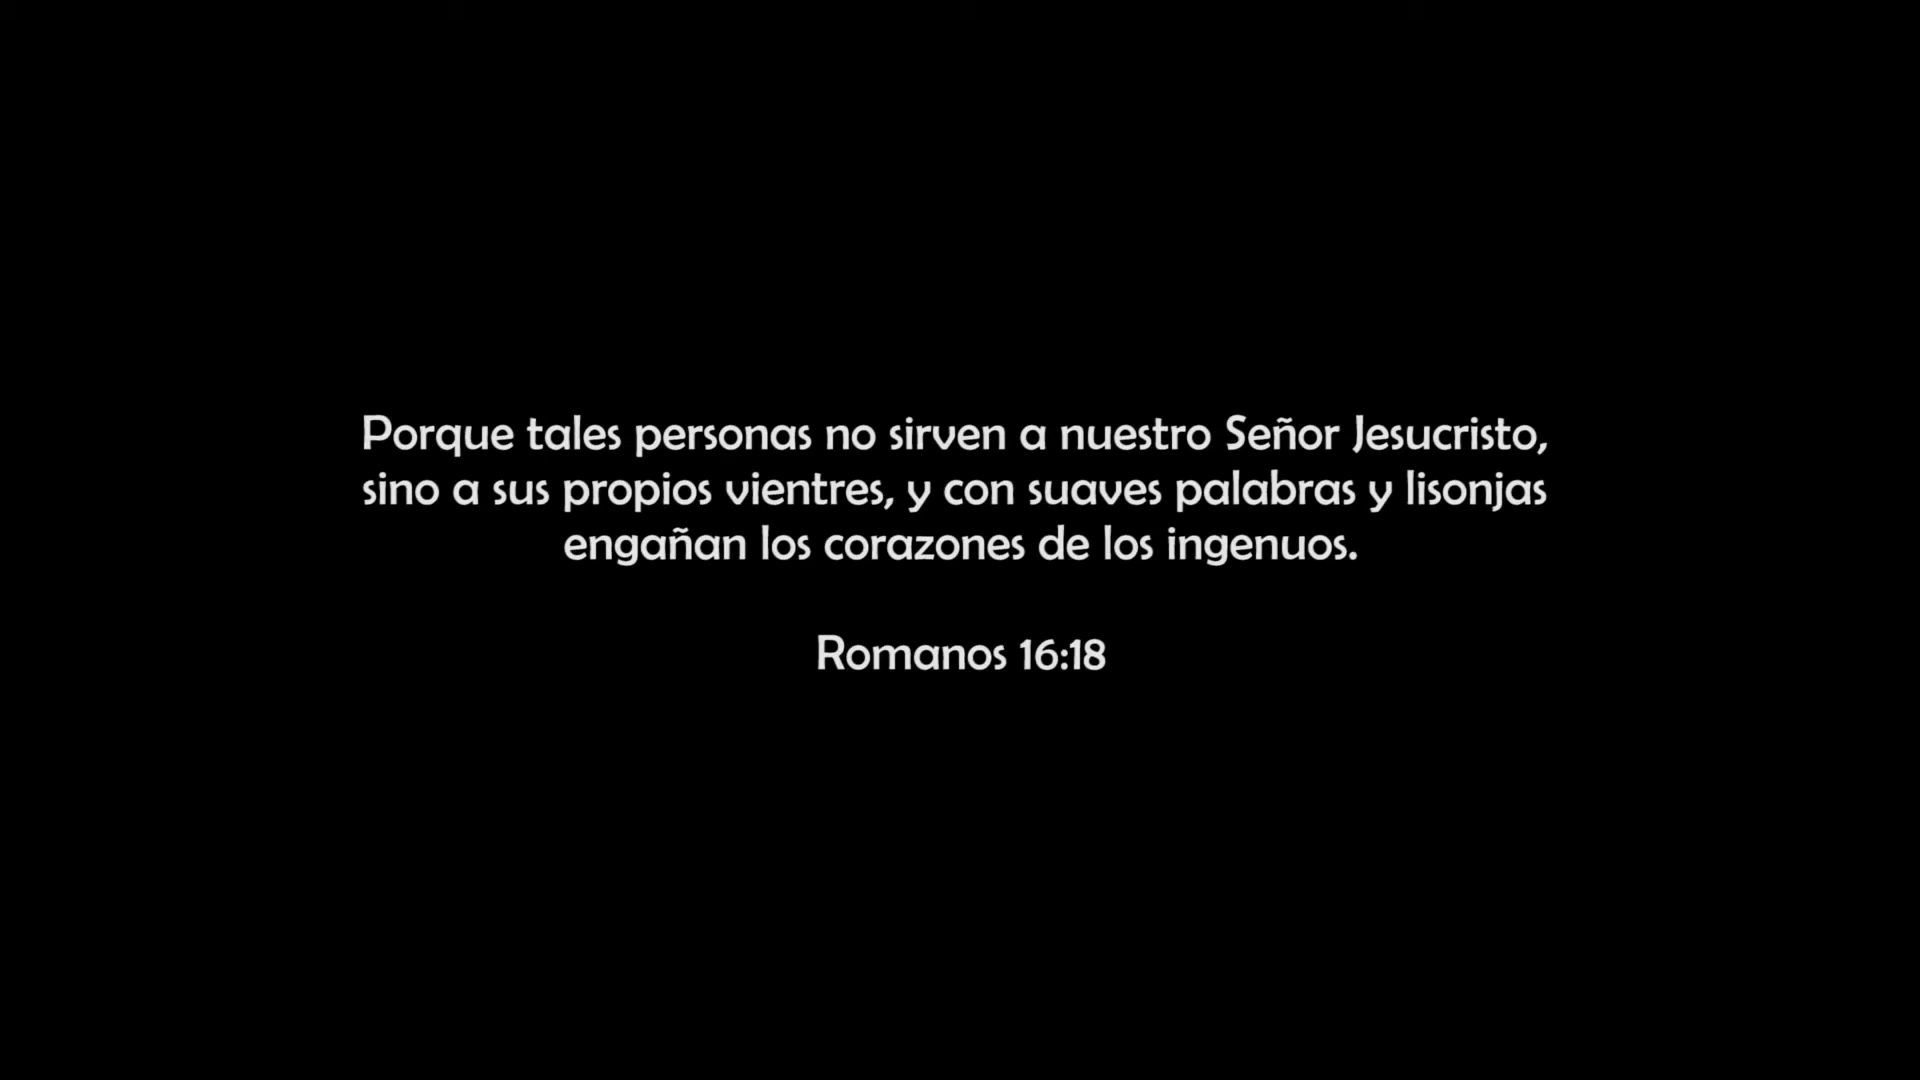 Porque tales personas no sirven a nuestro Señor Jesucristo,
sino a sus propios vientres, y con suaves palabras y lisonjas
engañan los corazones de los ingenuos.
Romanos 16:18